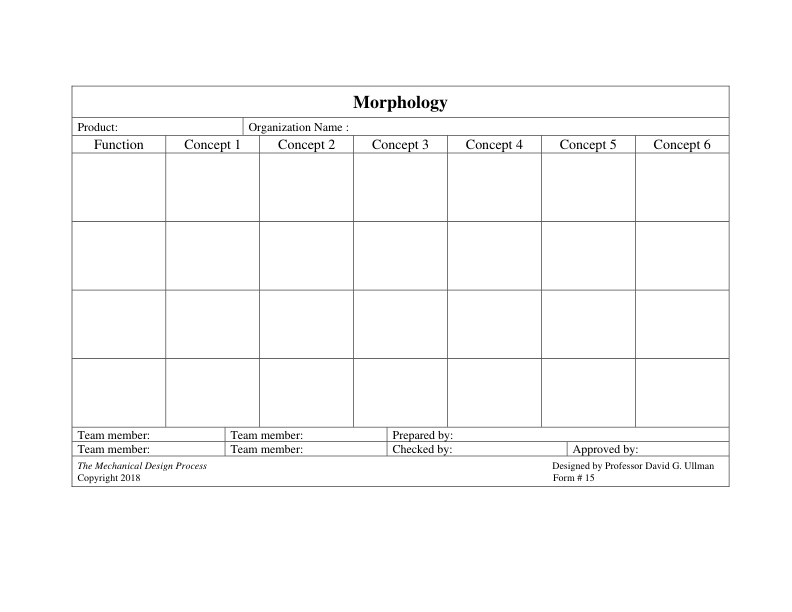 Morphology
Product: Organization Name :
Function Concept 1 Concept 2 Concept 3 Concept 4 Concept 5 Concept 6
Team member: Team member: Prepared by:
Team member: Team member: Checked by: Approved by:
The Mechanical Design Process Designed by Professor David G. Ullman
Copyright 2018 Form # 15